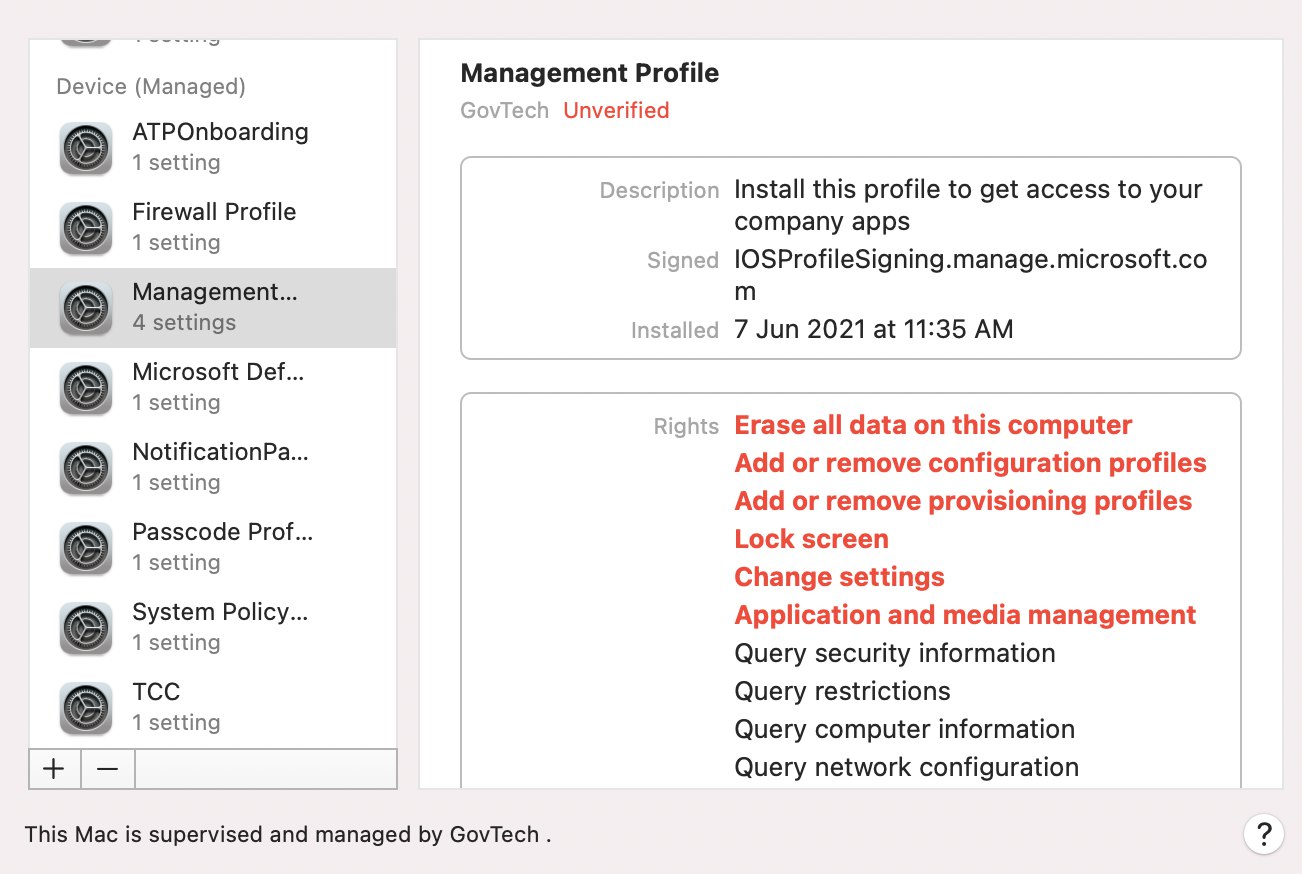 1 setting
Device (Managed)
ATPOnboarding
1 setting
Firewall Profile
1 setting
Management...
4 settings
Microsoft Def...
1 setting
NotificationPa...
1 setting
Passcode Prof...
1 setting
System Policy...
1 setting
TCC
1 setting
+ −
Management Profile
GovTech Unverified
Description Install this profile to get access to your
company apps
Signed IOSProfileSigning.manage.microsoft.co
m
Installed 7 Jun 2021 at 11:35 AM
Rights Erase all data on this computer
Add or remove configuration profiles
Add or remove provisioning profiles
Lock screen
Change settings
Application and media management
Query security information
Query restrictions
Query computer information
Query network configuration
This Mac is supervised and managed by GovTech .
?